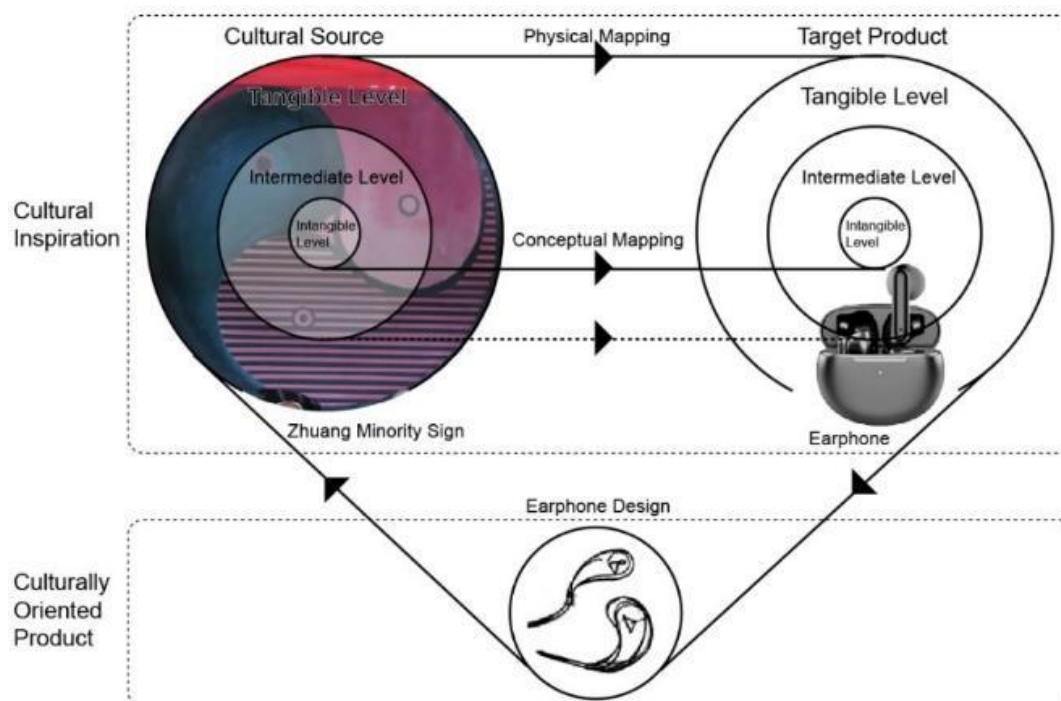 Cultural Source
Physical Mapping
Target Product
Tangible Level
Tangible Level
Intermediate Level
Intermediate Level
Intangible
Level
Intangible
Level
Cultural
Inspiration
Conceptual Mapping
Zhuang Minority Sign
Earphone
Earphone Design
Culturally
Oriented
Product